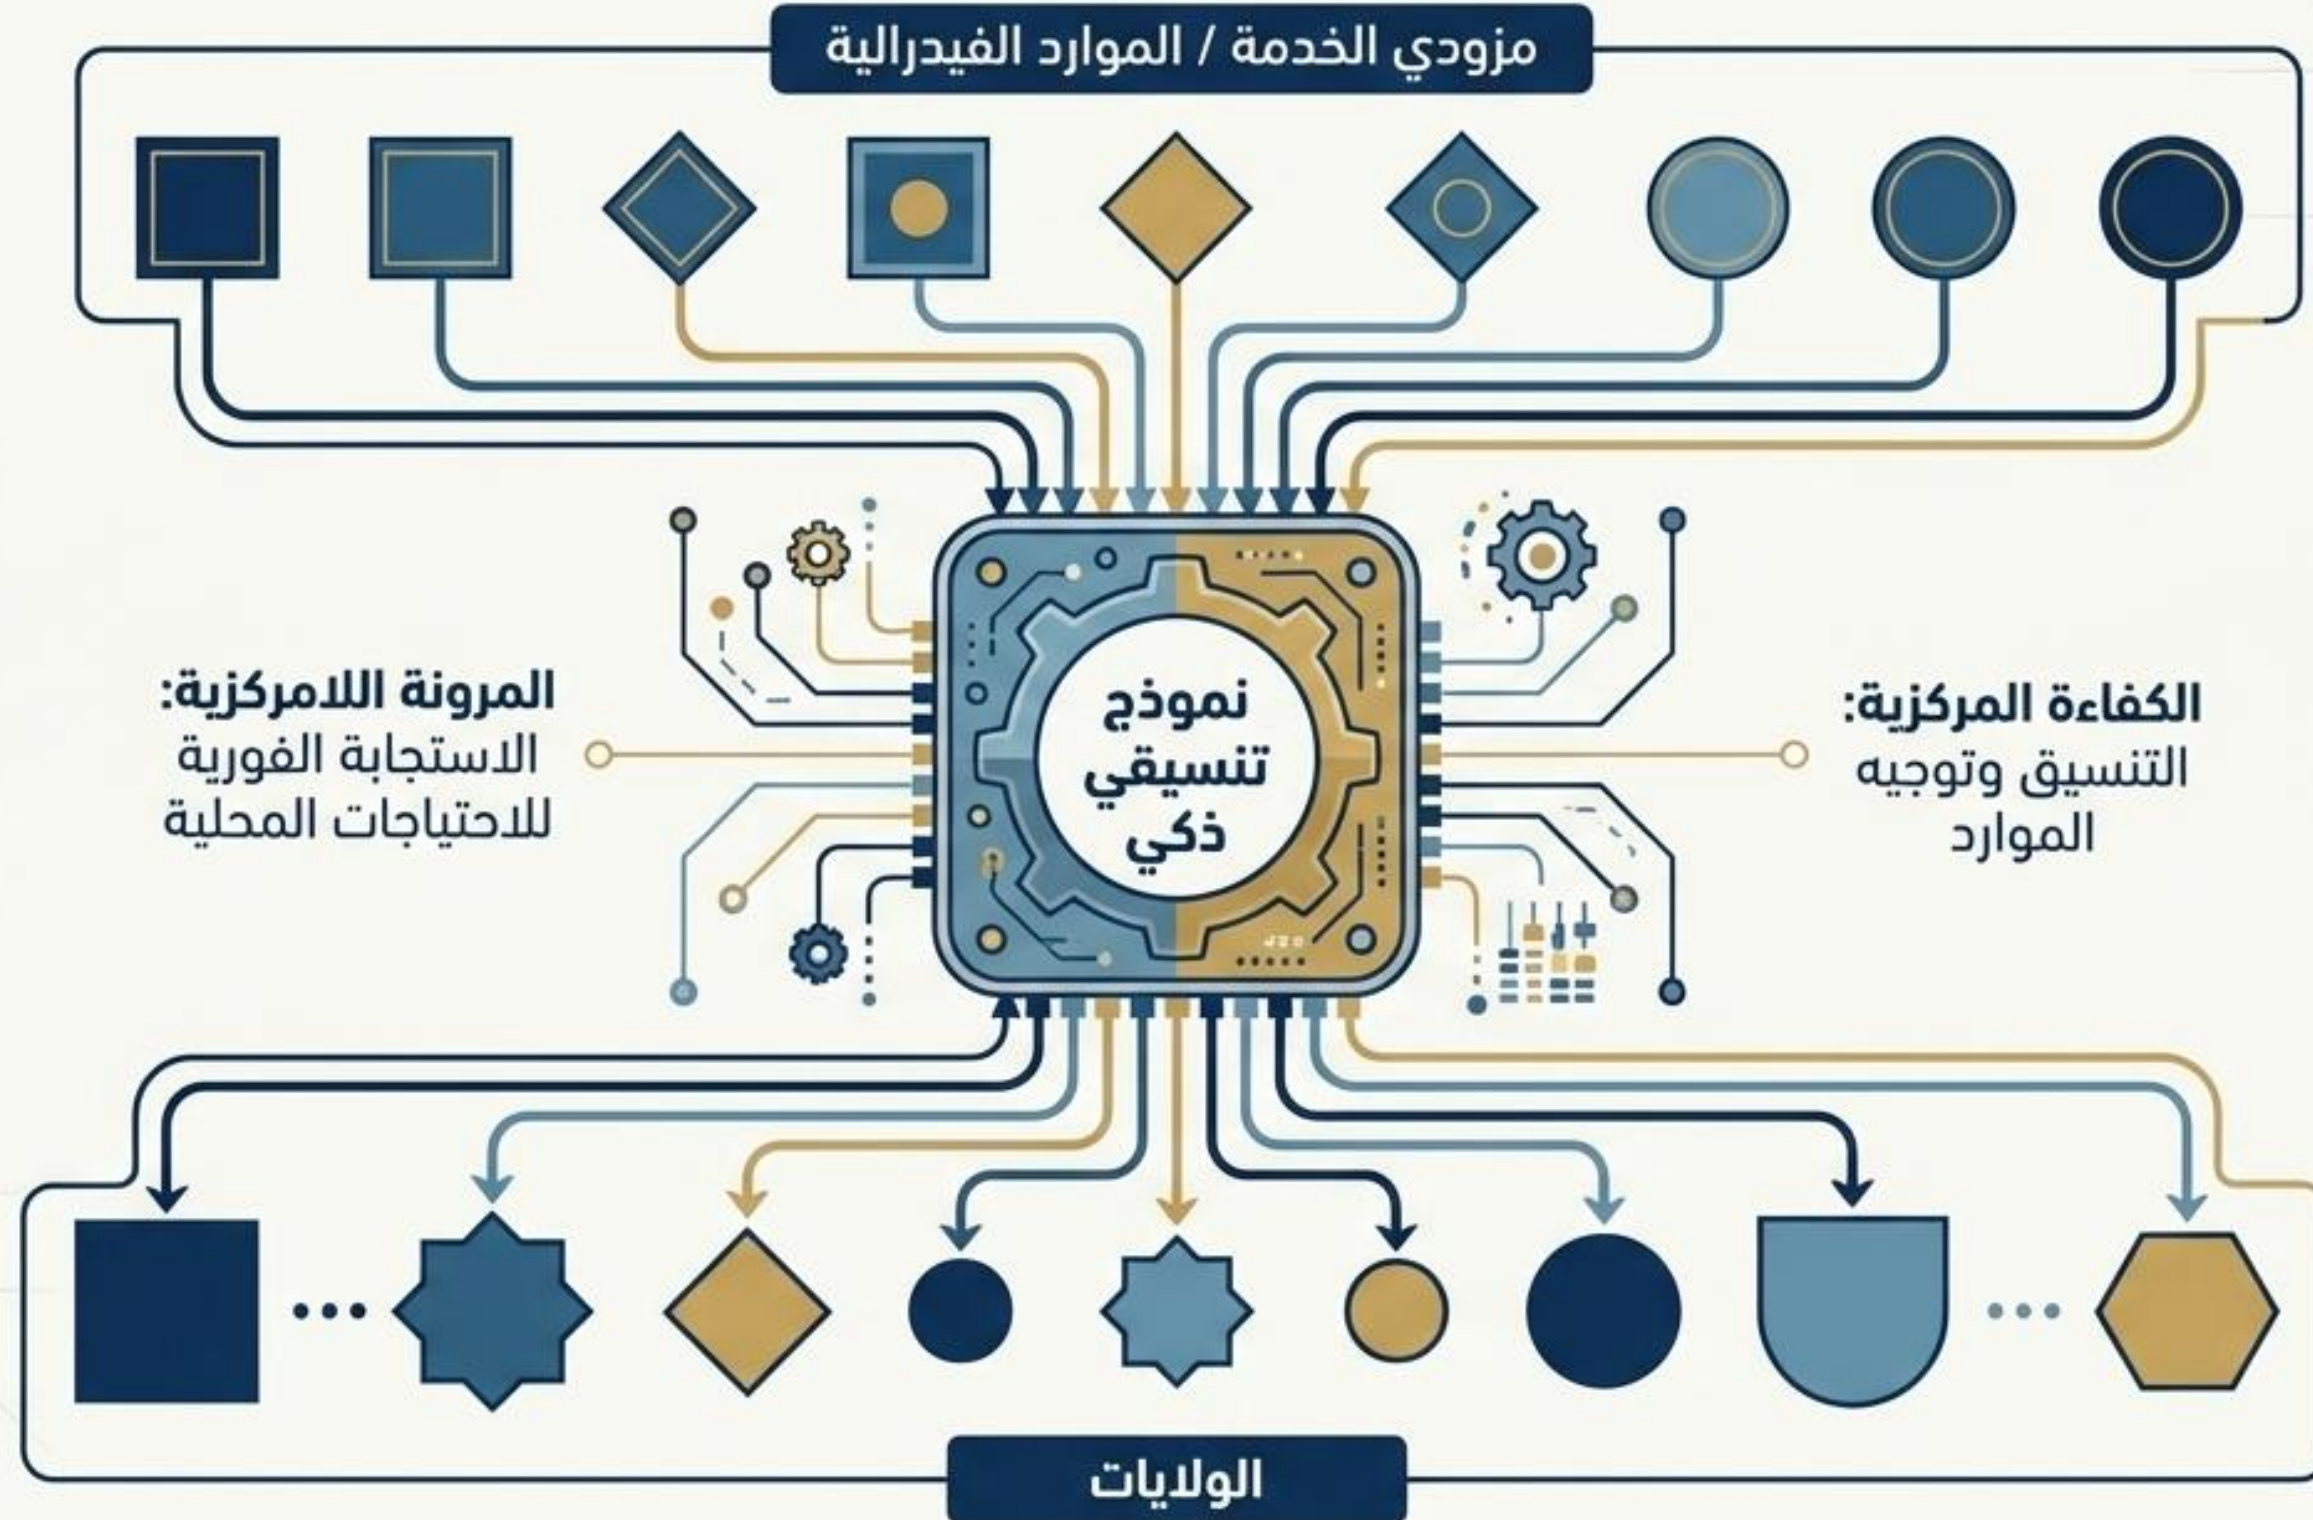 مزودي الخدمة / الموارد الفيدرالية
الكفاءة المركزية:
التنسيق وتوجيه
الموارد
نموذج
تنسيقي
ذكي
المرونة اللامركزية:
الاستجابة الفورية
للاحتياجات المحلية
الولايات